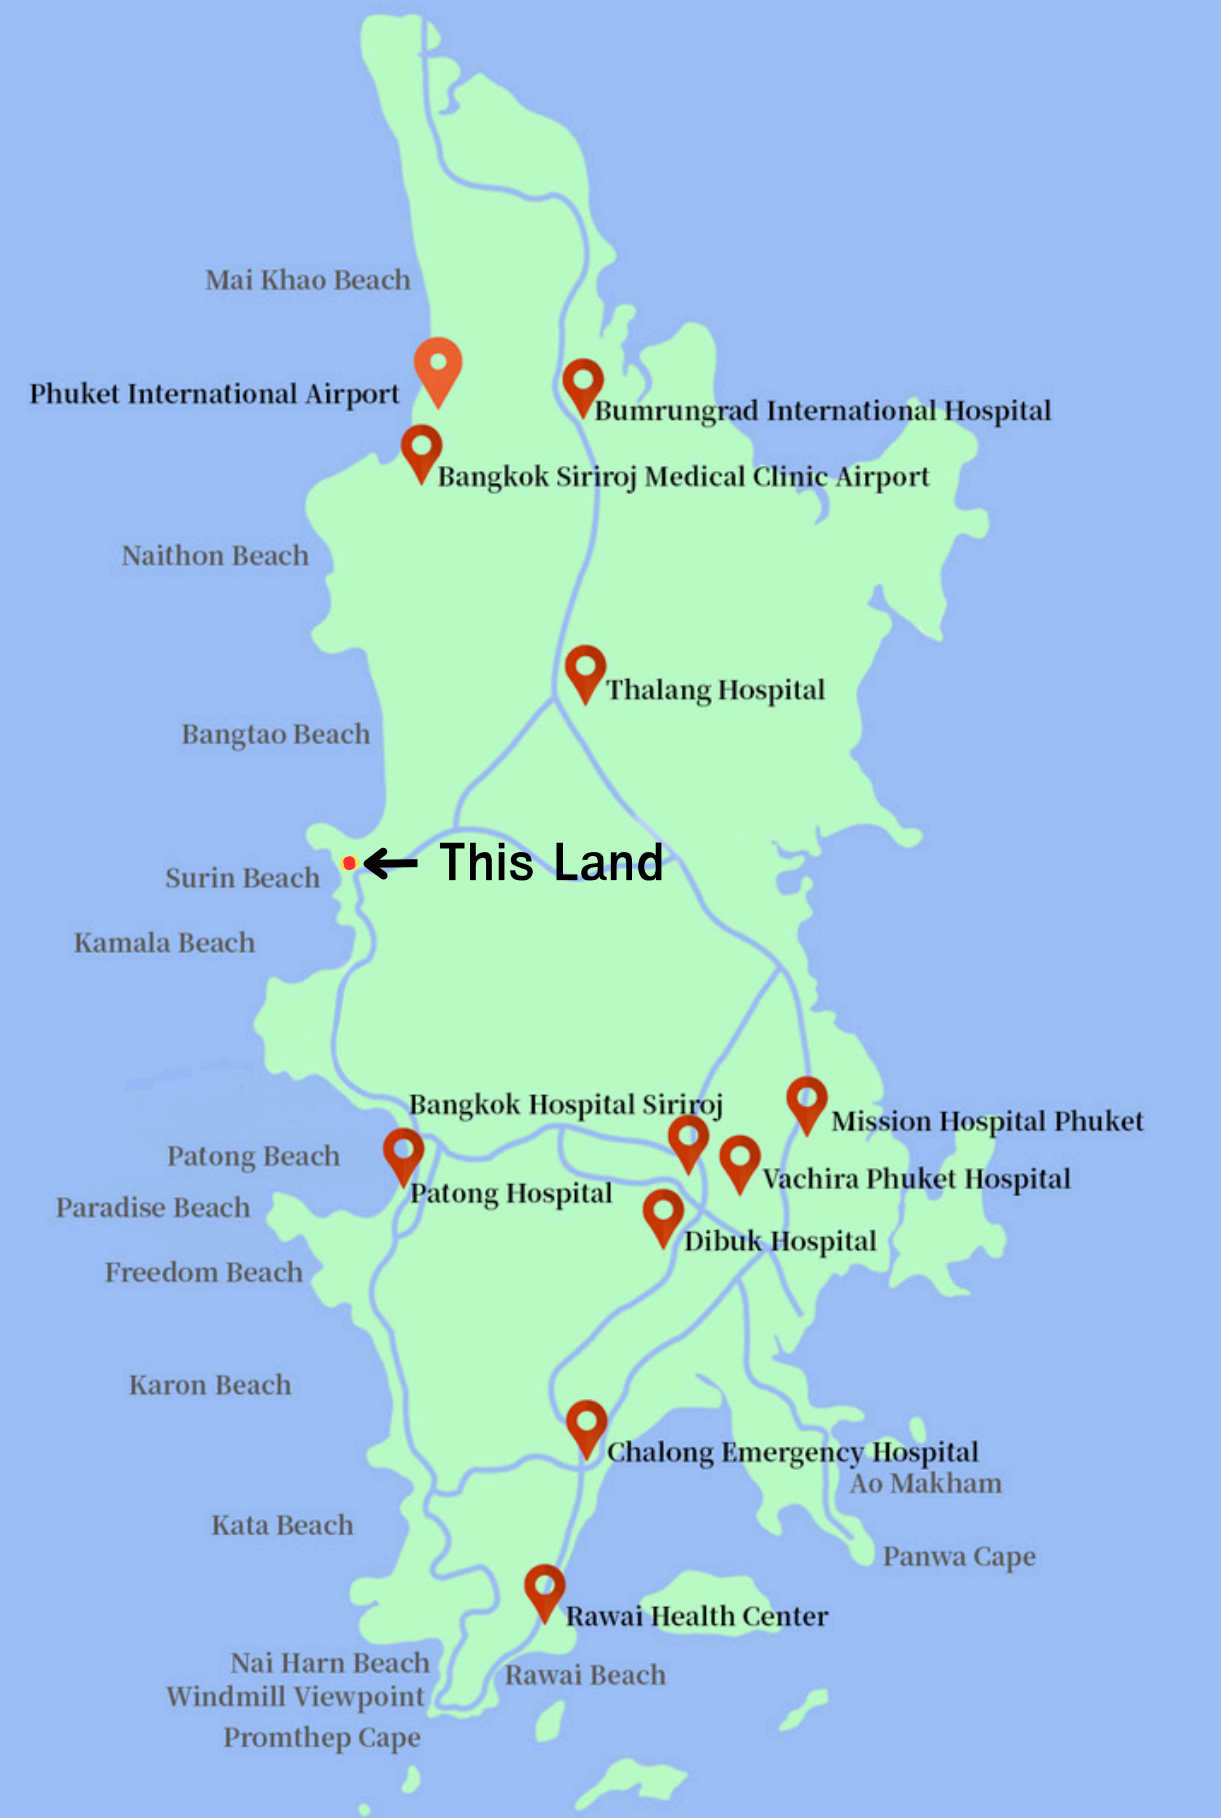 Mai Khao Beach
Phuket International Airport
Bumrungrad International Hospital
Bangkok Siriroj Medical Clinic Airport
Naithon Beach
Thalang Hospital
Bangtao Beach
This Land
Surin Beach
Kamala Beach
Bangkok Hospital Siriroj
Mission Hospital Phuket
Patong Beach
Vachira Phuket Hospital
Patong Hospital
Paradise Beach
Dibuk Hospital
Freedom Beach
Karon Beach
Chalong Emergency Hospital
Ao Makham
Kata Beach
Panwa Cape
Rawai Health Center
Nai Harn Beach
Rawai Beach
Windmill Viewpoint
Promthep Cape